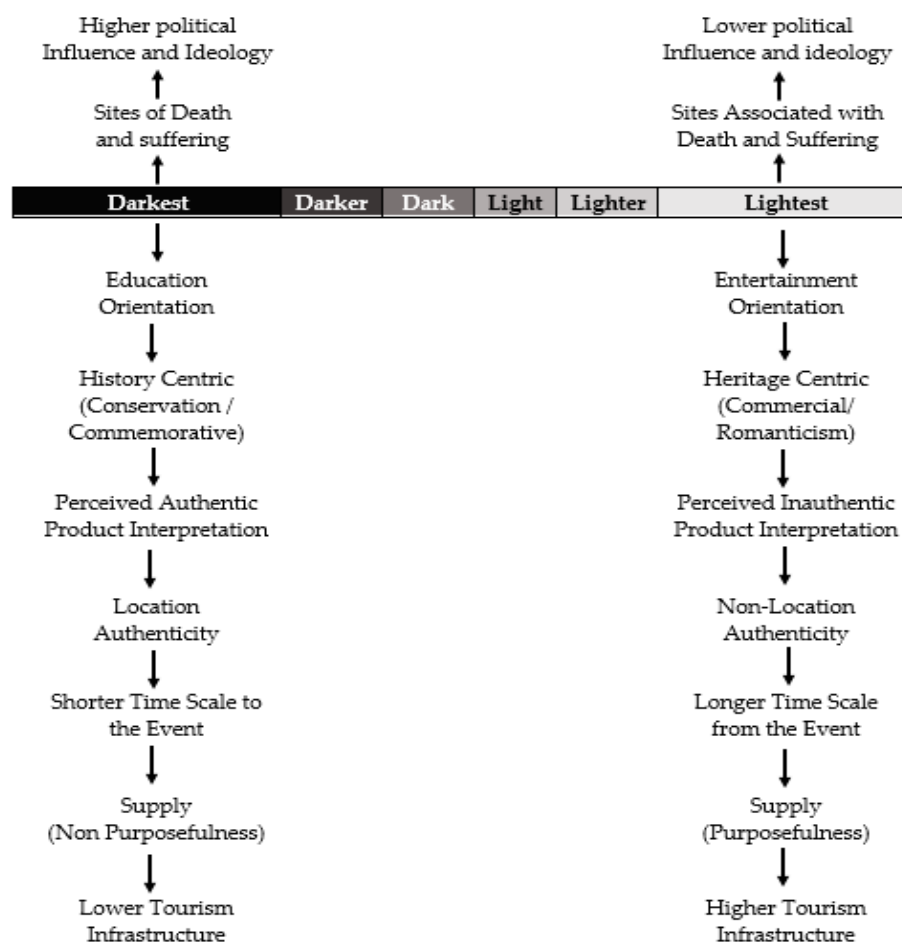 Higher political
Influence and Ideology
Lower political
Influence and ideology
Sites of Death
and suffering
Sites Associated with
Death and Suffering
Darkest Darker Dark Light Lighter Lightest
Education
Orientation
Entertainment
Orientation
History Centric
(Conservation /
Commemorative)
Heritage Centric
(Commercial/
Romanticism)
Perceived Authentic
Product Interpretation
Perceived Inauthentic
Product Interpretation
Location
Authenticity
Non-Location
Authenticity
Shorter Time Scale to
the Event
Longer Time Scale
from the Event
Supply
(Non Purposefulness)
Supply
(Purposefulness)
Lower Tourism
Infrastructure
Higher Tourism
Infrastructure